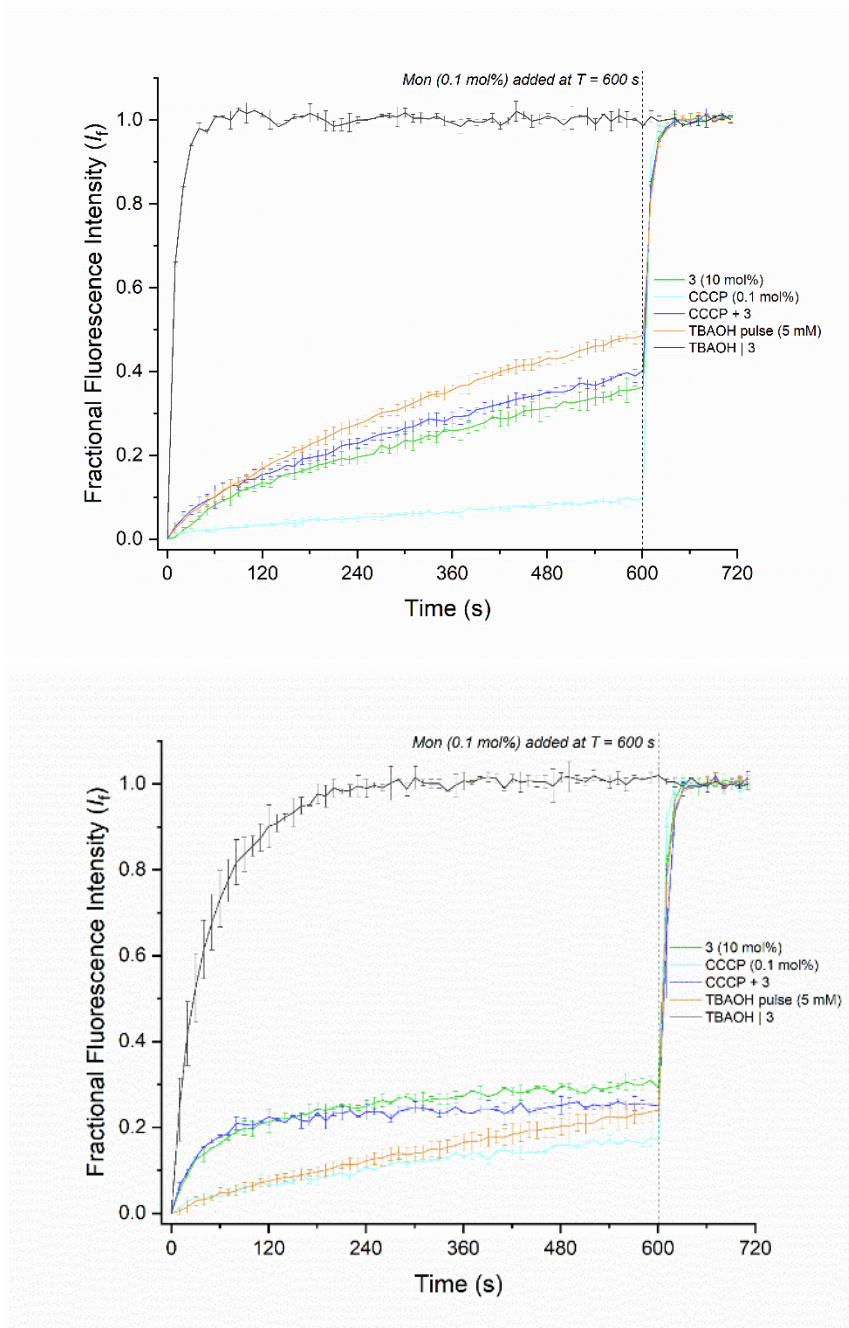 Mon (0.1 mol%) added at T = 600 s
Fractional Fluorescence Intensity (If)
1.0
0.8
0.6
0.4
0.2
0.0
3 (10 mol%)
CCCP (0.1 mol%)
CCCP + 3
TBAOH pulse (5 mM)
TBAOH | 3
0 120 240 360 480 600 720
Time (s)
Mon (0.1 mol%) added at T = 600 s
Fractional Fluorescence Intensity (If)
1.0
0.8
0.6
0.4
0.2
0.0
3 (10 mol%)
CCCP (0.1 mol%)
CCCP + 3
TBAOH pulse (5 mM)
TBAOH | 3
0 120 240 360 480 600 720
Time (s)